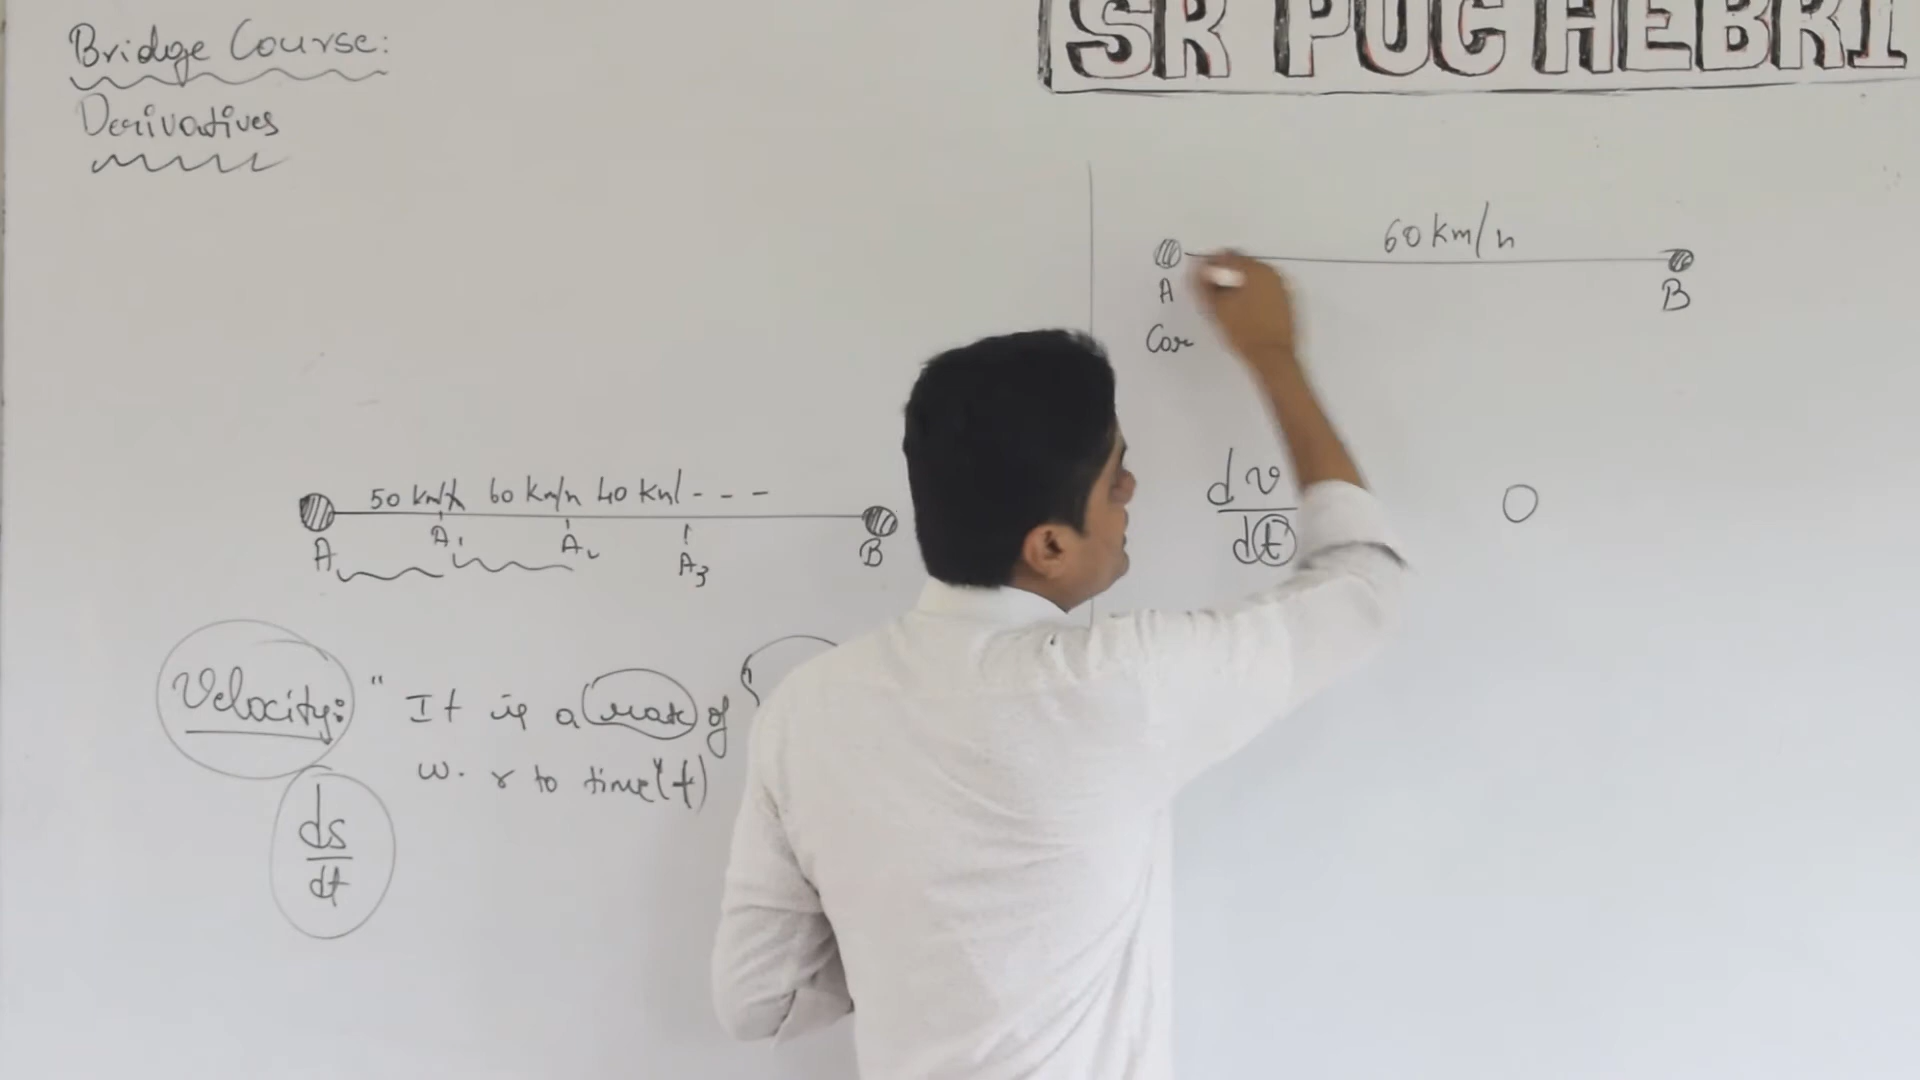 Bridge Course:
Derivatives
SR PUC HEBRI
60 km/h
A
B
Car
50 km/h 60 km/h 40 km/ - - -
A
A1
A2
A3
B
Velocity: " It is a rate of
w. r to time (t)
ds
dt
dv
d(t)
0